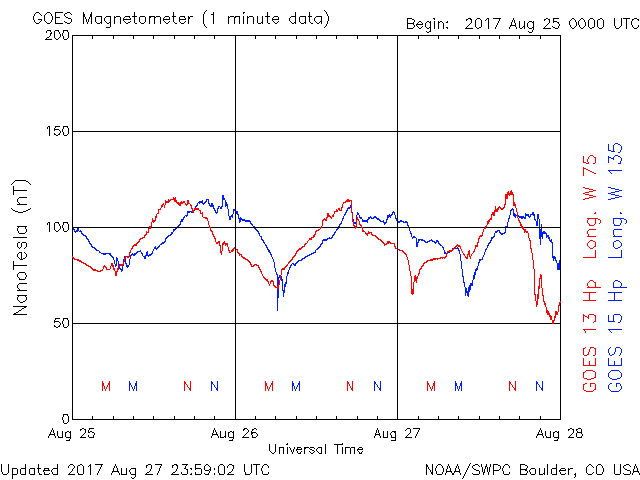 GOES Magnetometer (1 minute data)
Begin: 2017 Aug 25 0000 UTC
200
150
100
50
0
NanoTesla (nT)
M M N N M M N N M M N N
Aug 25 Aug 26 Aug 27 Aug 28
Universal Time
GOES 13 Hp Long. W 75
GOES 15 Hp Long. W 135
Updated 2017 Aug 27 23:59:02 UTC
NOAA/SWPC Boulder, CO USA